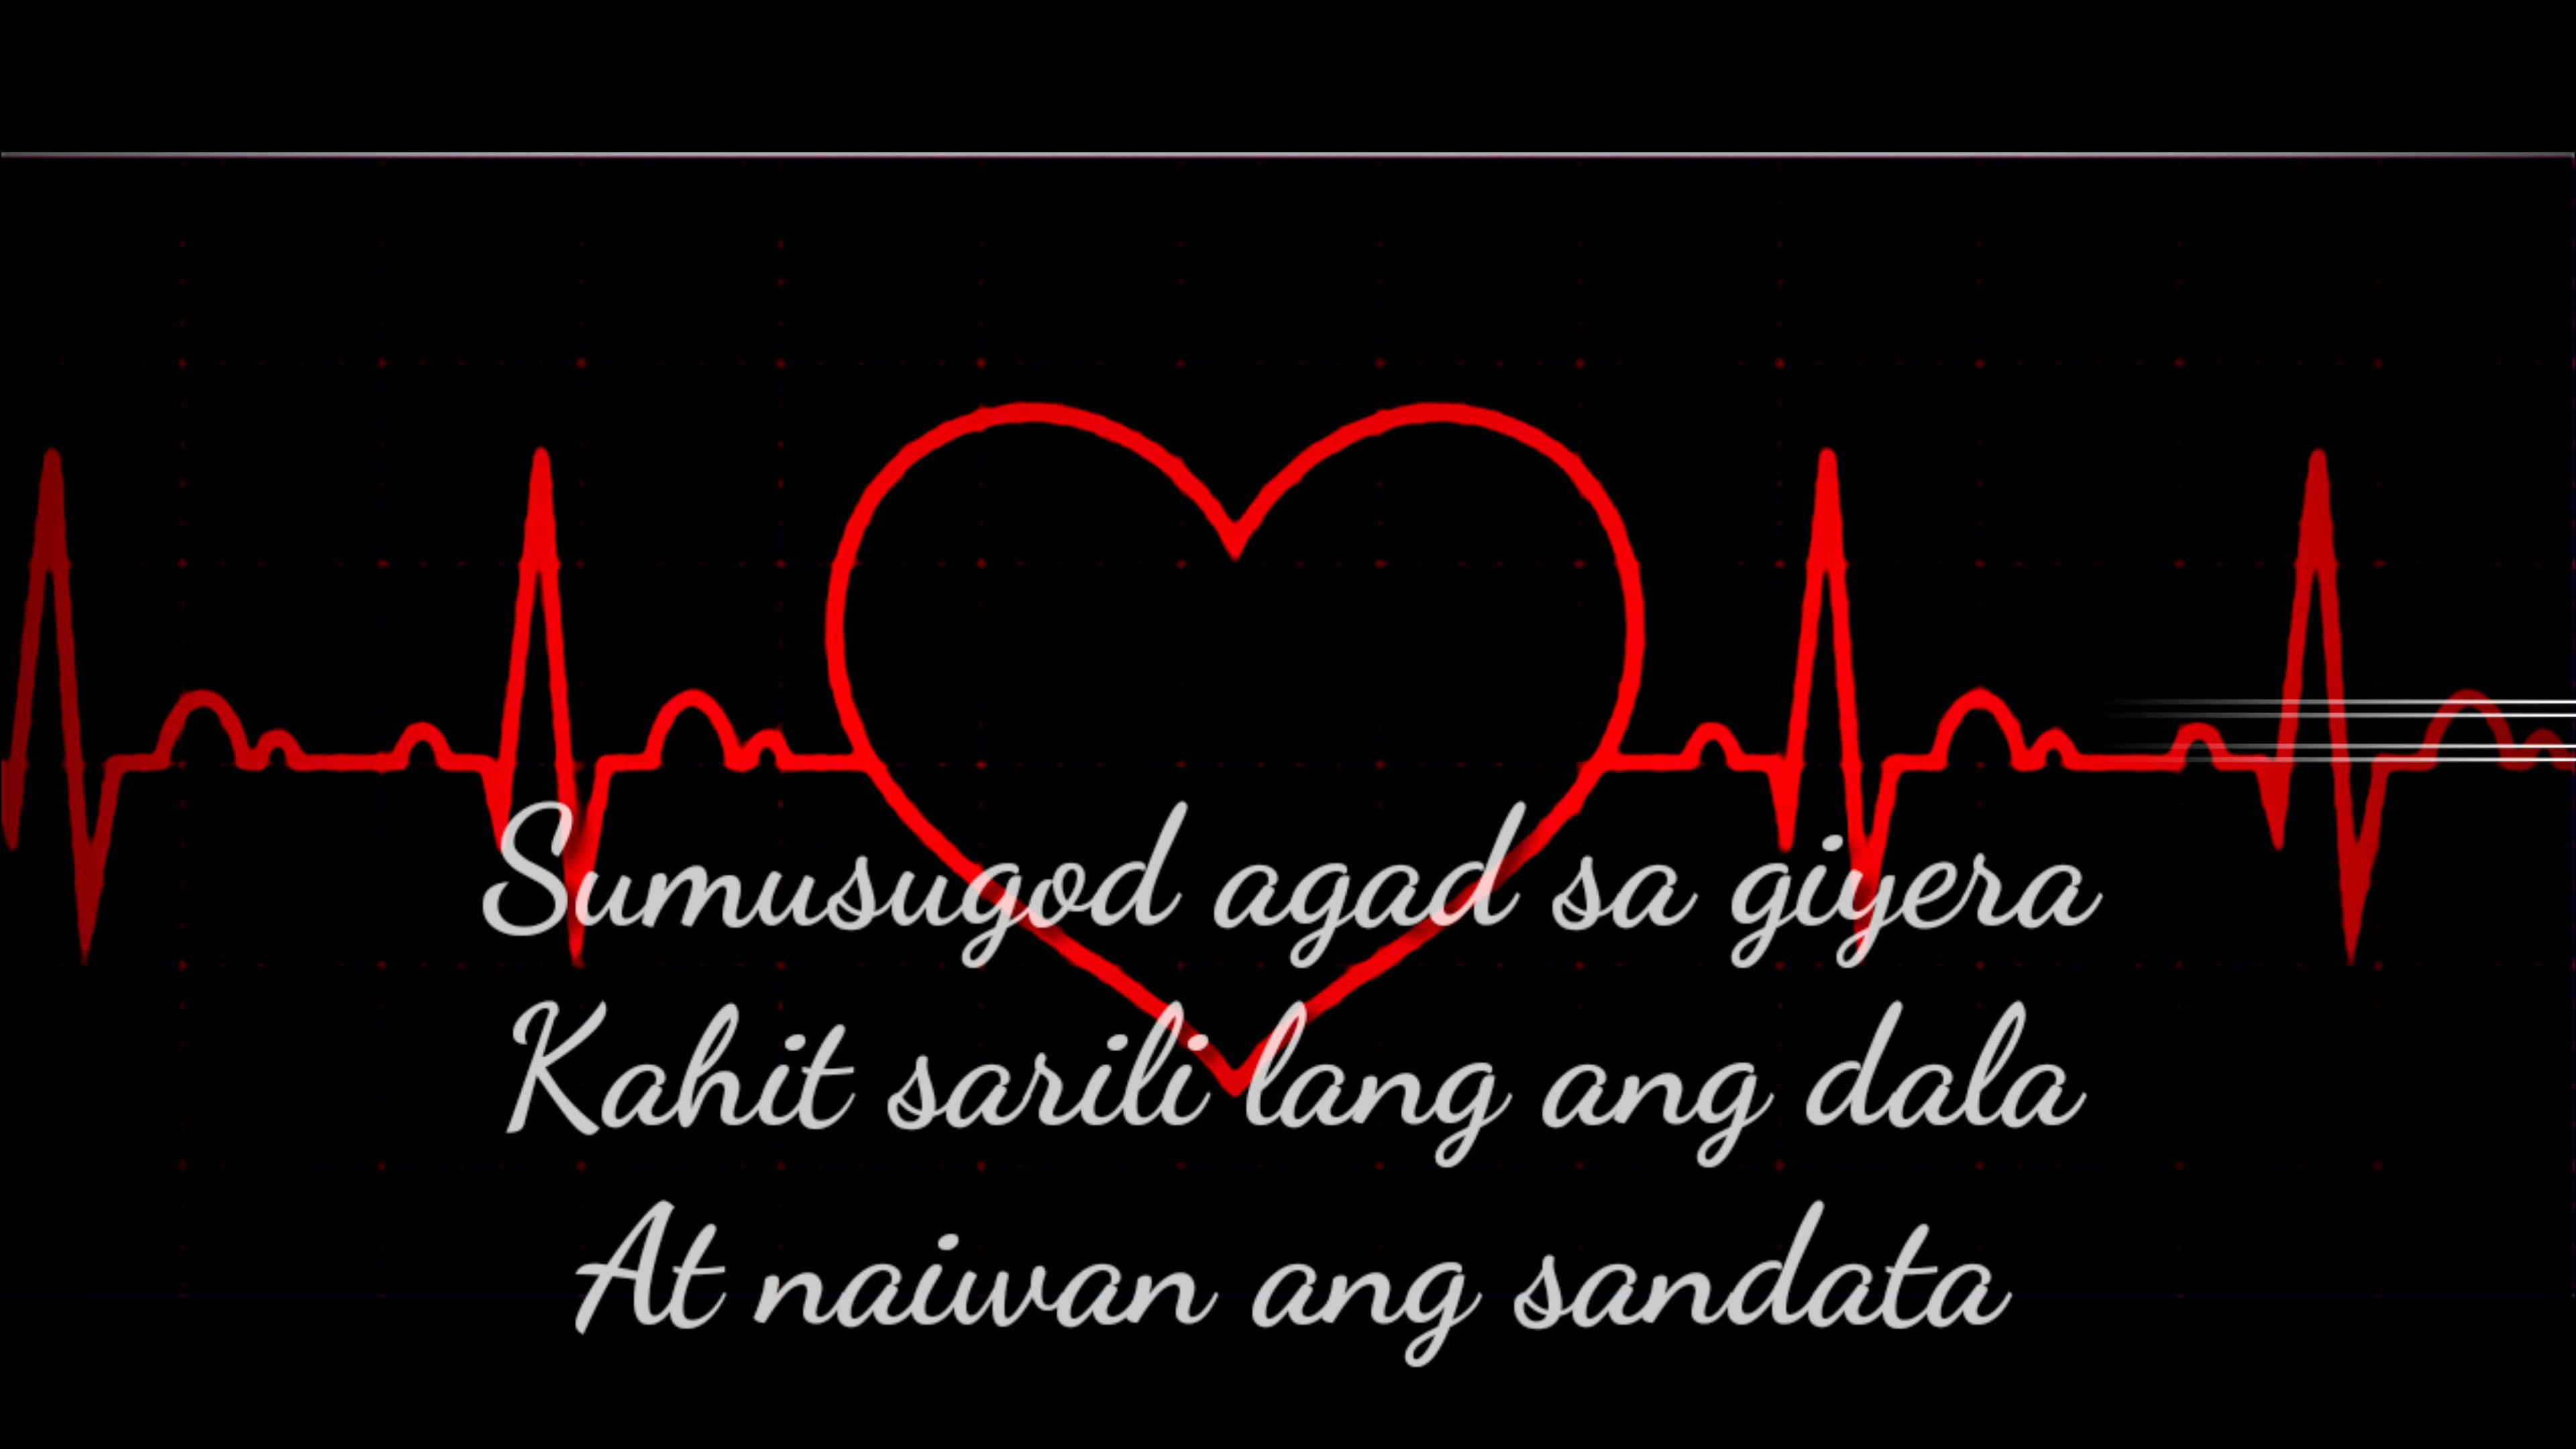 Sumusugod agad sa giyera
Kahit sarili lang ang dala
At naiwan ang sandata